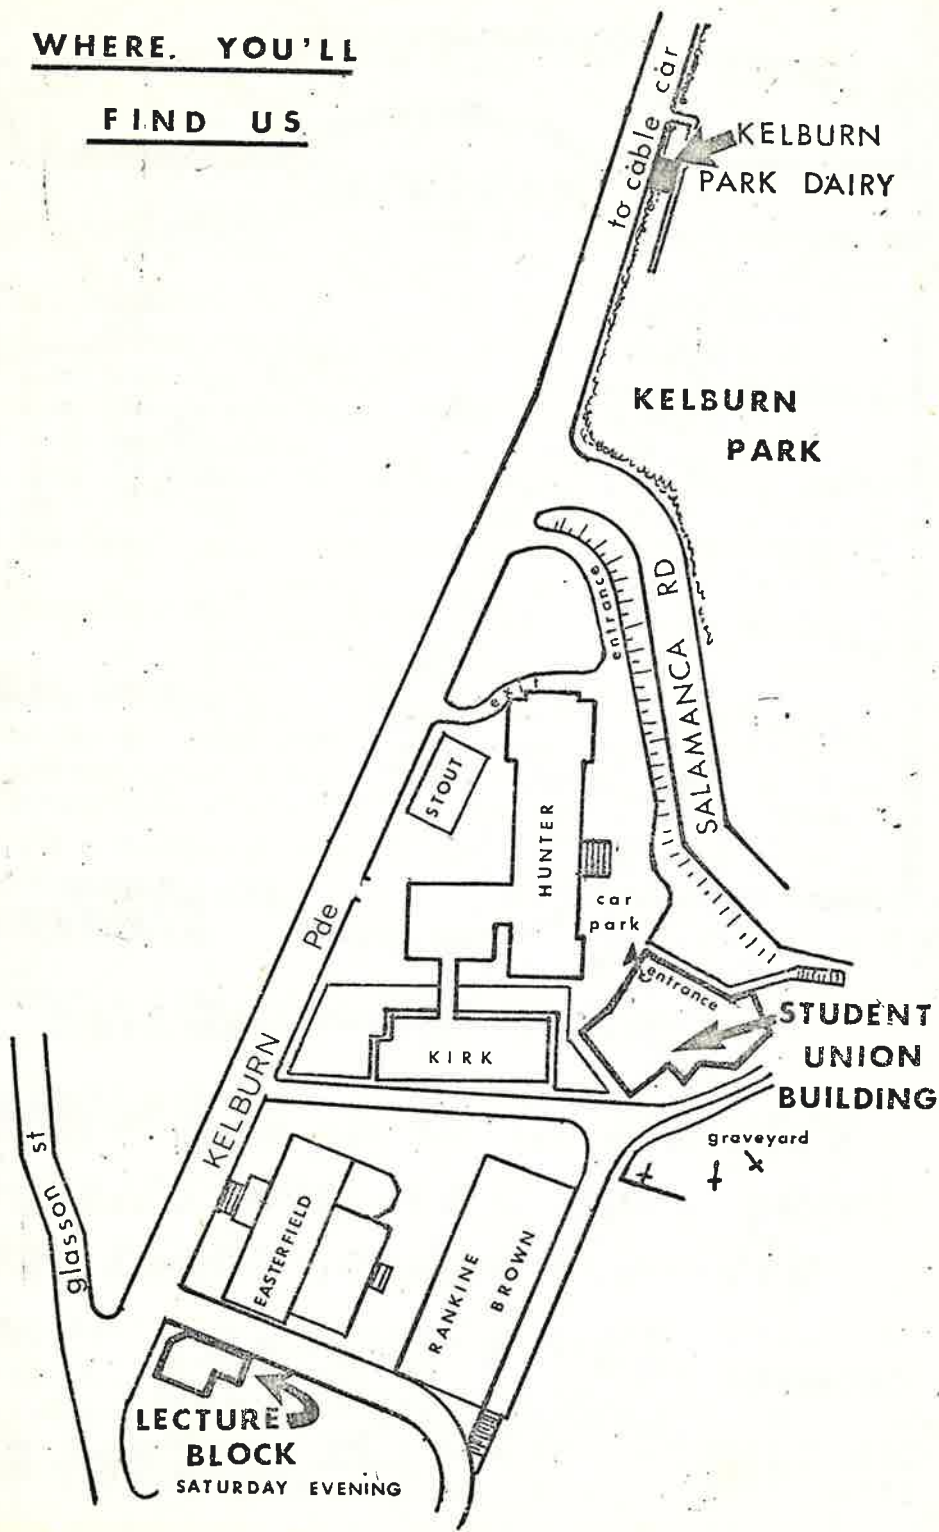 WHERE. YOU'LL
FIND US
to cable car
KELBURN
PARK DAIRY
KELBURN
PARK
entrance
SALAMANCA RD
exit
STOUT
HUNTER
car
park
KELBURN Pde
entrance
STUDENT
UNION
BUILDING
KIRK
graveyard
glasson st
EASTERFIELD
RANKINE
BROWN
LECTURE
BLOCK
SATURDAY EVENING